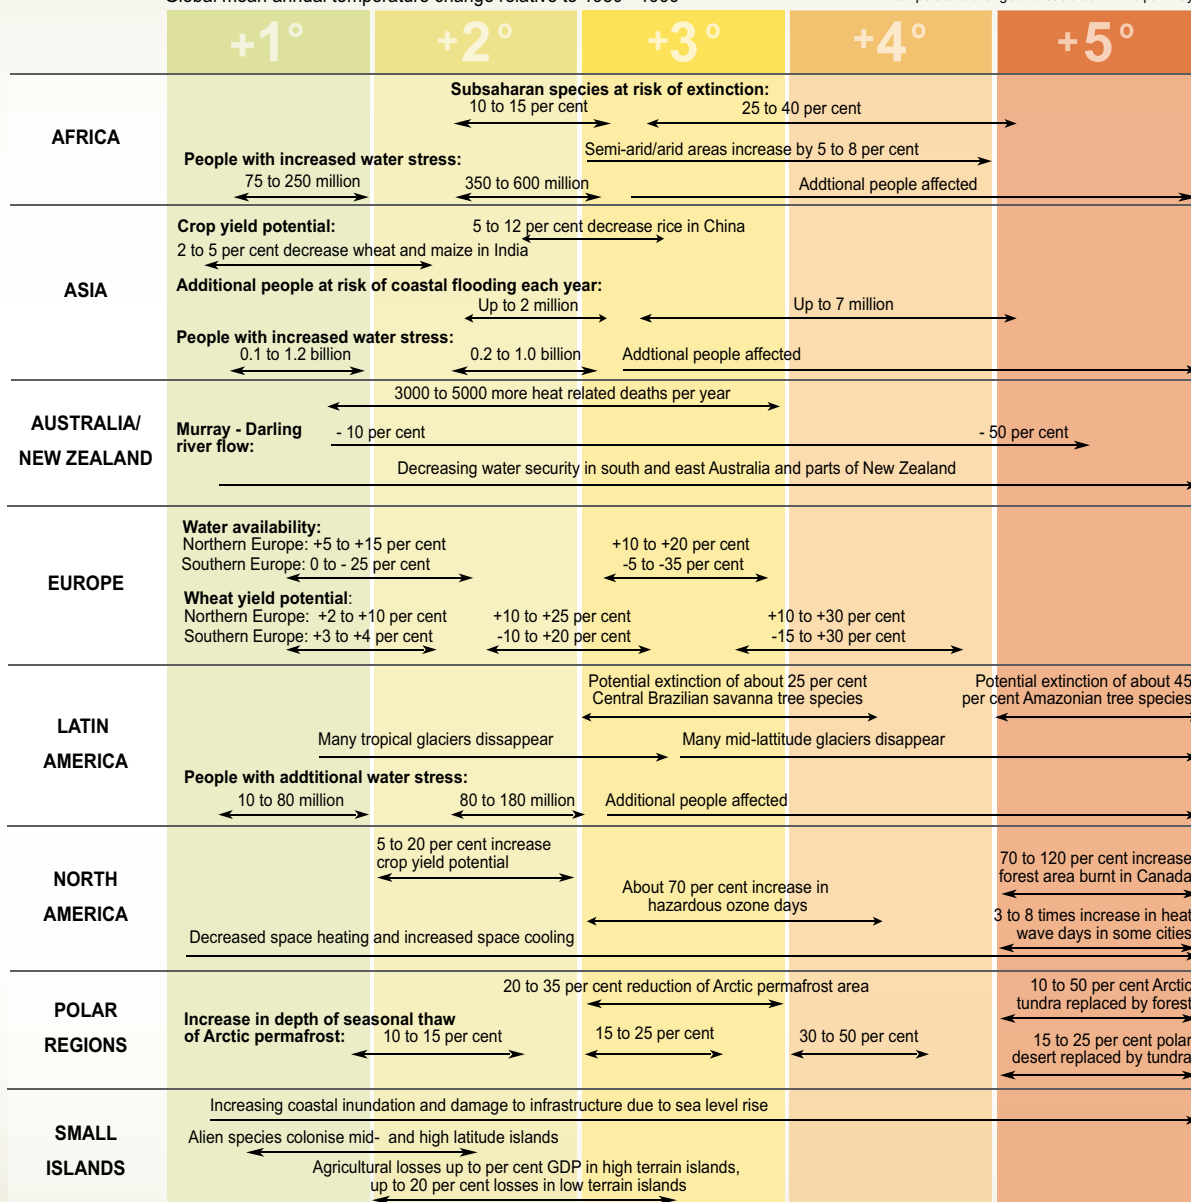 Global mean annual temperature change relative to 1980 - 1999
+1°
+2°
+3°
+4°
+5°
AFRICA
Subsaharan species at risk of extinction:
10 to 15 per cent
25 to 40 per cent
Semi-arid/arid areas increase by 5 to 8 per cent
People with increased water stress:
75 to 250 million
350 to 600 million
Addtional people affected
ASIA
Crop yield potential:
5 to 12 per cent decrease rice in China
2 to 5 per cent decrease wheat and maize in India
Additional people at risk of coastal flooding each year:
Up to 2 million
Up to 7 million
People with increased water stress:
0.1 to 1.2 billion
0.2 to 1.0 billion
Addtional people affected
AUSTRALIA/
NEW ZEALAND
3000 to 5000 more heat related deaths per year
Murray - Darling
river flow:
- 10 per cent
- 50 per cent
Decreasing water security in south and east Australia and parts of New Zealand
EUROPE
Water availability:
Northern Europe: +5 to +15 per cent
+10 to +20 per cent
Southern Europe: 0 to - 25 per cent
-5 to -35 per cent
Wheat yield potential:
Northern Europe: +2 to +10 per cent
+10 to +25 per cent
+10 to +30 per cent
Southern Europe: +3 to +4 per cent
-10 to +20 per cent
-15 to +30 per cent
LATIN
AMERICA
Potential extinction of about 25 per cent
Central Brazilian savanna tree species
Potential extinction of about 45
per cent Amazonian tree species
Many tropical glaciers dissappear
Many mid-lattitude glaciers disappear
People with addtitional water stress:
10 to 80 million
80 to 180 million
Additional people affected
NORTH
AMERICA
5 to 20 per cent increase
crop yield potential
70 to 120 per cent increase
forest area burnt in Canada
About 70 per cent increase in
hazardous ozone days
3 to 8 times increase in heat
wave days in some cities
Decreased space heating and increased space cooling
POLAR
REGIONS
20 to 35 per cent reduction of Arctic permafrost area
10 to 50 per cent Arctic
tundra replaced by forest
Increase in depth of seasonal thaw
of Arctic permafrost:
10 to 15 per cent
15 to 25 per cent
30 to 50 per cent
15 to 25 per cent polar
desert replaced by tundra
SMALL
ISLANDS
Increasing coastal inundation and damage to infrastructure due to sea level rise
Alien species colonise mid- and high latitude islands
Agricultural losses up to per cent GDP in high terrain islands,
up to 20 per cent losses in low terrain islands